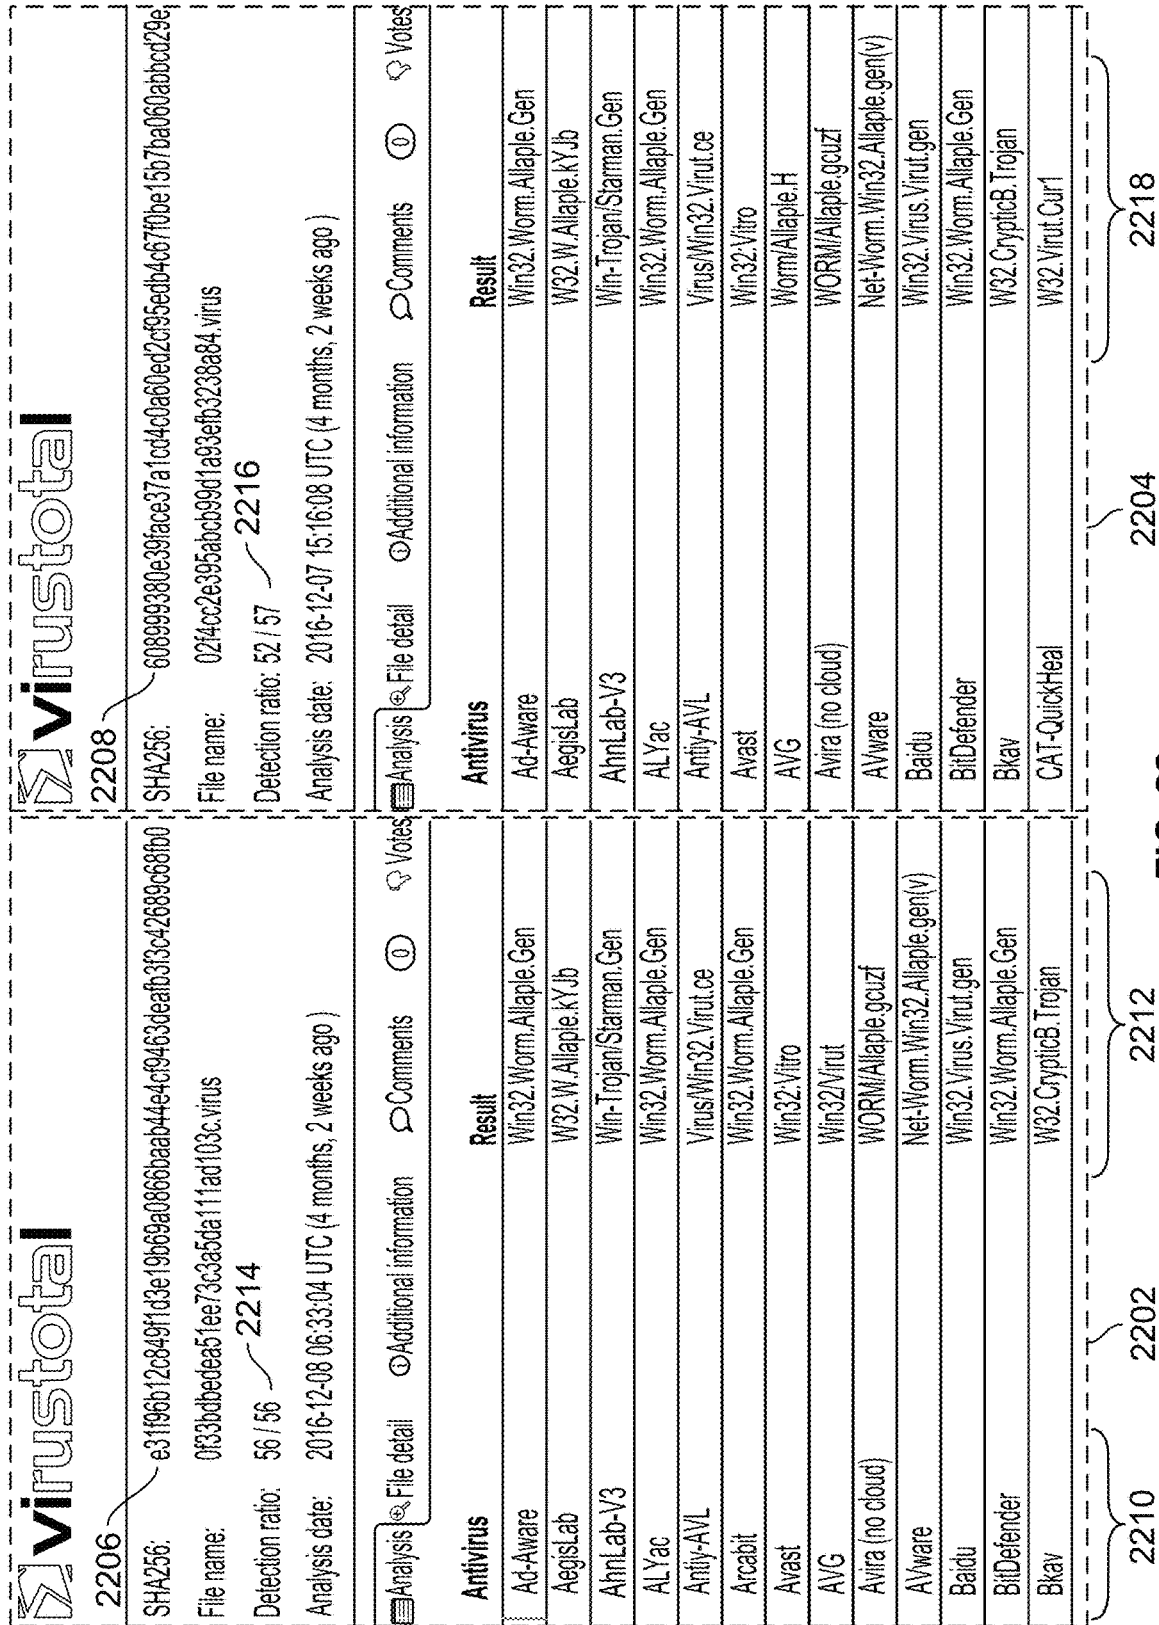 virustotal
2206
SHA256: e31f96b12c849f1d3e19b69a0866baab44e4cf9463deafb3f3c42689c68fb0
File name: 0f33bdbedea51ee73c3a5da111ad103c.virus
Detection ratio: 56 / 56
2214
Analysis date: 2016-12-08 06:33:04 UTC (4 months, 2 weeks ago )
Analysis File detail Additional information Comments 0 Votes
Antivirus Result
Ad-Aware Win32.Worm.Allaple.Gen
AegisLab W32.W.Allaple.kYJb
AhnLab-V3 Win-Trojan/Starman.Gen
ALYac Win32.Worm.Allaple.Gen
Antiy-AVL Virus/Win32.Virut.ce
Arcabit Win32.Worm.Allaple.Gen
Avast Win32:Vitro
AVG Win32/Virut
Avira (no cloud) WORM/Allaple.gcuzf
AVware Net-Worm.Win32.Allaple.gen(v)
Baidu Win32.Virus.Virut.gen
BitDefender Win32.Worm.Allaple.Gen
Bkav W32.CrypticB.Trojan
2210
2202
2212
virustotal
2208
SHA256: 608999380e39face37a1cd4c0a60ed2cf95edb4c67f0be15b7ba060abbcd29e
File name: 02f4cc2e395abcb99d1a93efb3238a84.virus
Detection ratio: 52 / 57
2216
Analysis date: 2016-12-07 15:16:08 UTC (4 months, 2 weeks ago )
Analysis File detail Additional information Comments 0 Votes
Antivirus Result
Ad-Aware Win32.Worm.Allaple.Gen
AegisLab W32.W.Allaple.kYJb
AhnLab-V3 Win-Trojan/Starman.Gen
ALYac Win32.Worm.Allaple.Gen
Antiy-AVL Virus/Win32.Virut.ce
Avast Win32:Vitro
AVG Worm/Allaple.H
Avira (no cloud) WORM/Allaple.gcuzf
AVware Net-Worm.Win32.Allaple.gen(v)
Baidu Win32.Virus.Virut.gen
BitDefender Win32.Worm.Allaple.Gen
Bkav W32.CrypticB.Trojan
CAT-QuickHeal W32.Virut.Cur1
2204
2218